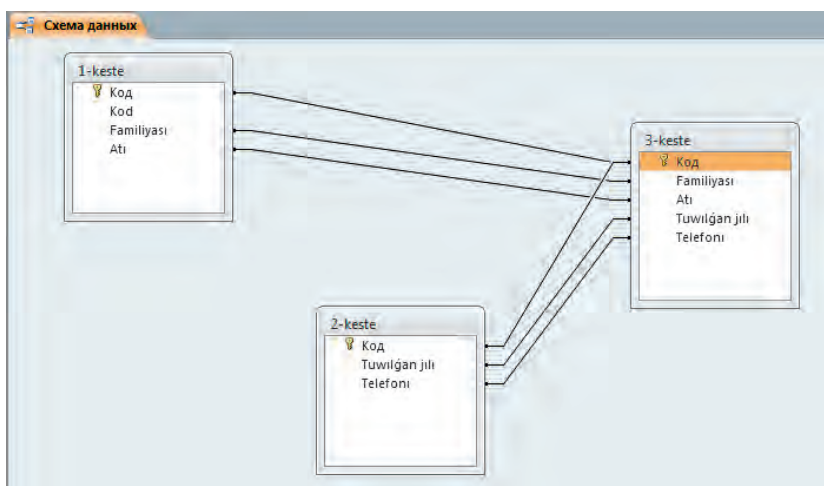 Схема данных
1-keste
Код
Kod
Familiyası
Atı
3-keste
Код
Familiyası
Atı
Tuwılǵan jılı
Telefonı
2-keste
Код
Tuwılǵan jılı
Telefonı